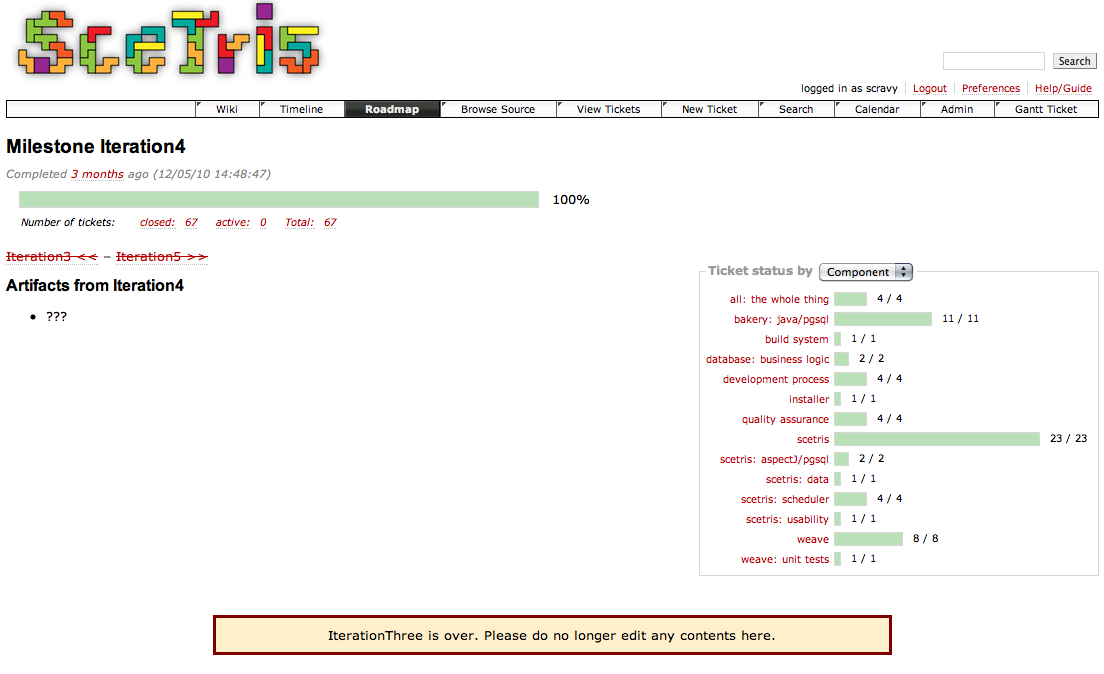 SceTris
Search
logged in as scravy Logout Preferences Help/Guide
Wiki Timeline Roadmap Browse Source View Tickets New Ticket Search Calendar Admin Gantt Ticket
Milestone Iteration4
Completed 3 months ago (12/05/10 14:48:47)
100%
Number of tickets: closed: 67 active: 0 Total: 67
Iteration3 << – Iteration5 >>
Artifacts from Iteration4
???
Ticket status by Component
all: the whole thing 4 / 4
bakery: java/pgsql 11 / 11
build system 1 / 1
database: business logic 2 / 2
development process 4 / 4
installer 1 / 1
quality assurance 4 / 4
scetris 23 / 23
scetris: aspectJ/pgsql 2 / 2
scetris: data 1 / 1
scetris: scheduler 4 / 4
scetris: usability 1 / 1
weave 8 / 8
weave: unit tests 1 / 1
IterationThree is over. Please do no longer edit any contents here.